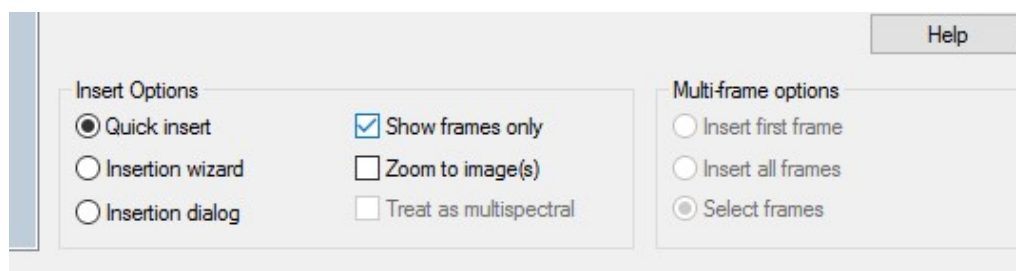 Help
Insert Options
Quick insert
Show frames only
Insertion wizard
Zoom to image(s)
Insertion dialog
Treat as multispectral
Multi-frame options
Insert first frame
Insert all frames
Select frames